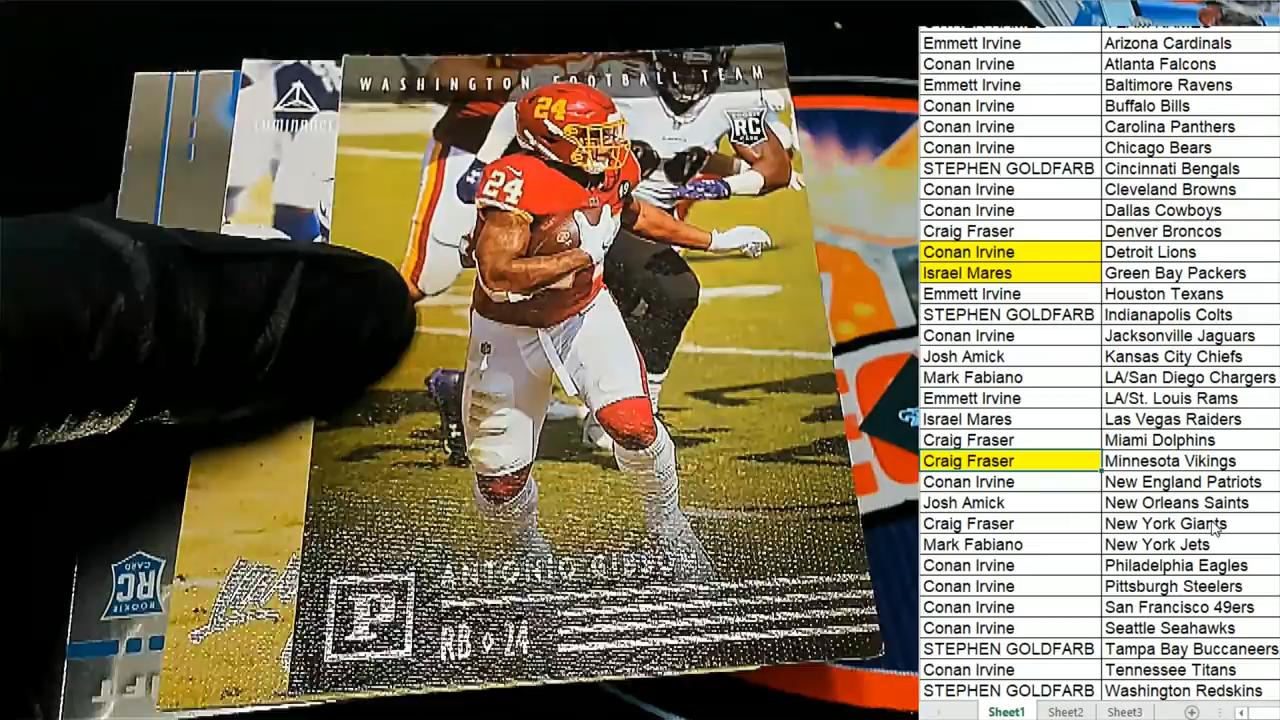 WASHINGTON FOOTBALL TEAM
ROOKIE
RC
CARD
LUMINANCE
24
24
ANTONIO GIBSON
P
RB 24
ROOKIE
RC
CARD
Emmett Irvine Arizona Cardinals
Conan Irvine Atlanta Falcons
Emmett Irvine Baltimore Ravens
Conan Irvine Buffalo Bills
Conan Irvine Carolina Panthers
Conan Irvine Chicago Bears
STEPHEN GOLDFARB Cincinnati Bengals
Conan Irvine Cleveland Browns
Conan Irvine Dallas Cowboys
Craig Fraser Denver Broncos
Conan Irvine Detroit Lions
Israel Mares Green Bay Packers
Emmett Irvine Houston Texans
STEPHEN GOLDFARB Indianapolis Colts
Conan Irvine Jacksonville Jaguars
Josh Amick Kansas City Chiefs
Mark Fabiano LA/San Diego Chargers
Emmett Irvine LA/St. Louis Rams
Israel Mares Las Vegas Raiders
Craig Fraser Miami Dolphins
Craig Fraser Minnesota Vikings
Conan Irvine New England Patriots
Josh Amick New Orleans Saints
Craig Fraser New York Giants
Mark Fabiano New York Jets
Conan Irvine Philadelphia Eagles
Conan Irvine Pittsburgh Steelers
Conan Irvine San Francisco 49ers
Conan Irvine Seattle Seahawks
STEPHEN GOLDFARB Tampa Bay Buccaneers
Conan Irvine Tennessee Titans
STEPHEN GOLDFARB Washington Redskins
Sheet1 Sheet2 Sheet3